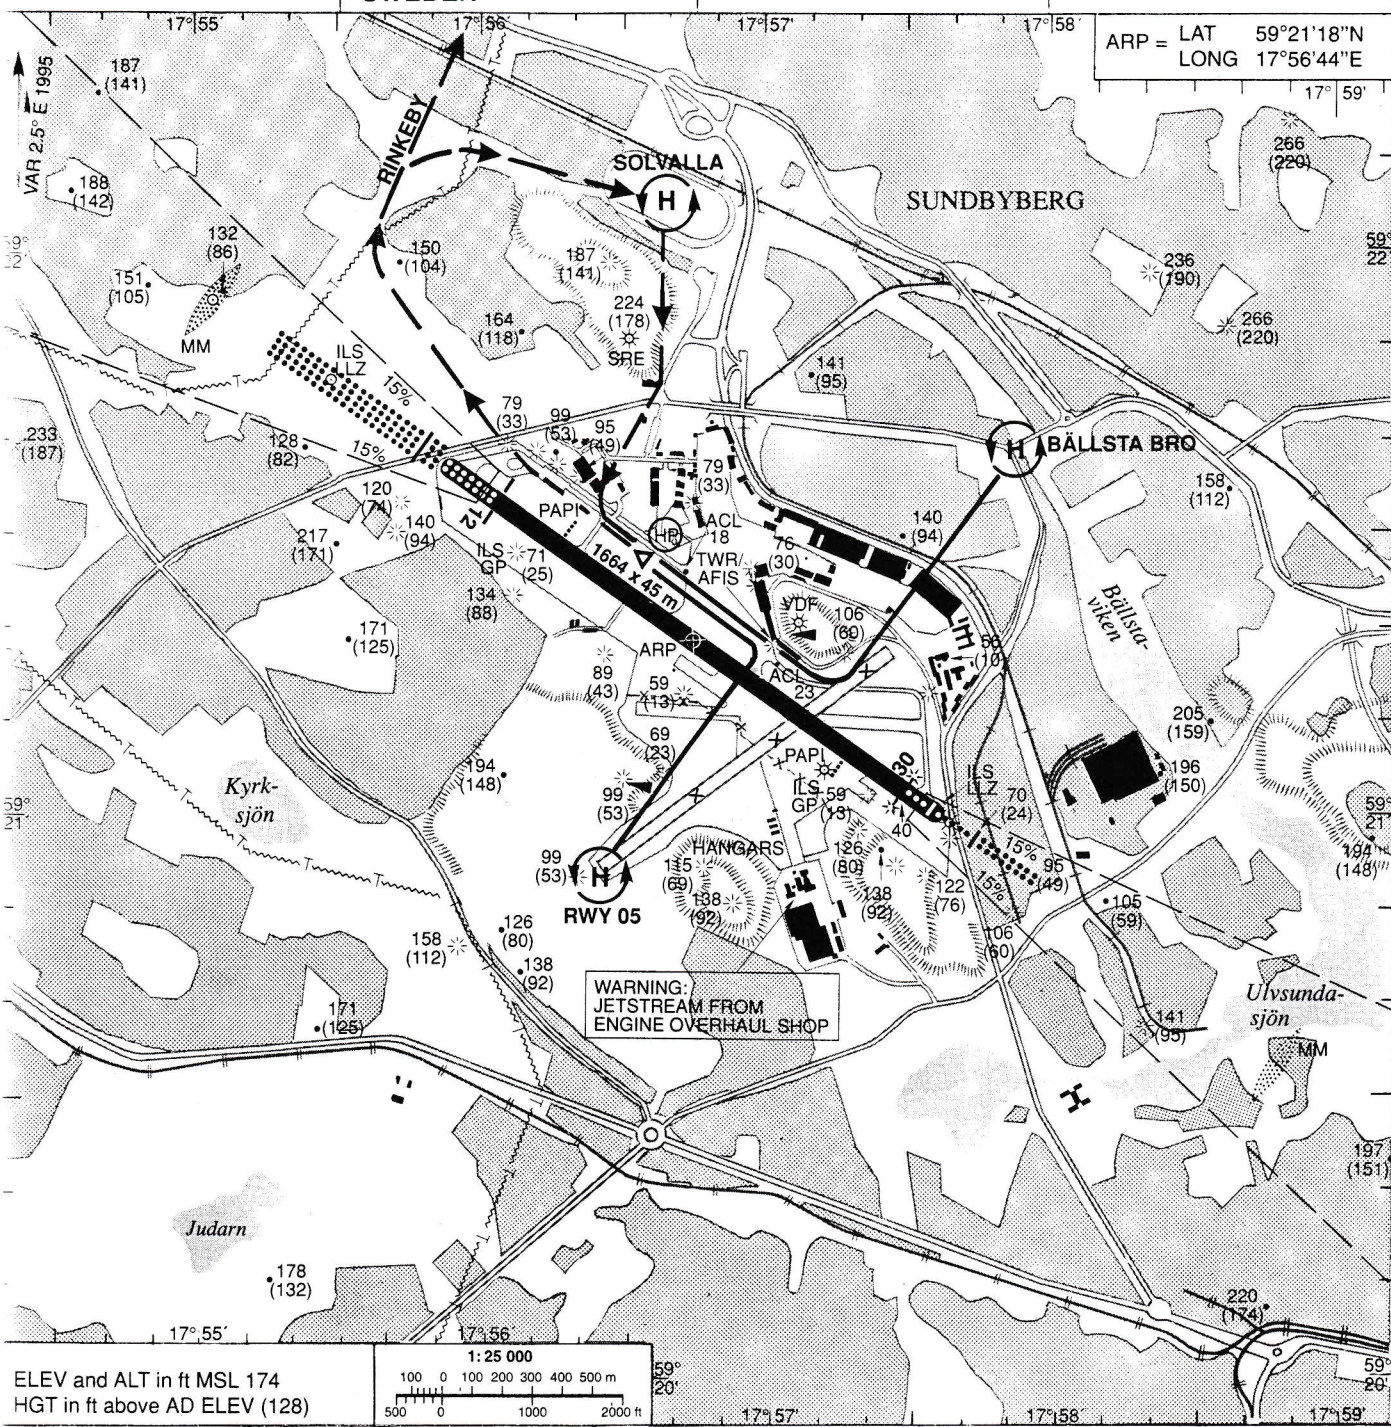 SWEDEN
17°55'
17°56'
17°57'
17°58'
ARP = LAT 59°21'18"N
LONG 17°56'44"E
17°59'
VAR 2.5° E 1995
187
(141)
RINKEBY
SOLVALLA
H
SUNDBYBERG
266
(220)
188
(142)
132
(86)
150
(104)
187
(141)
59°
22'
236
(190)
151
(105)
MM
164
(118)
224
(178)
SRE
266
(220)
ILS
LLZ
15%
141
(95)
79
(33)
99
(53)
95
(49)
233
(187)
128
(82)
15%
H
BÄLLSTA BRO
79
(33)
158
(112)
120
(74)
12
PAPI
HP
ACL
18
140
(94)
140
(94)
217
(171)
ILS
GP
71
(25)
1664 x 45 m
TWR/
AFIS
76
(30)
134
(88)
VDF
106
(60)
Bällsta-
viken
171
(125)
ARP
56
(10)
89
(43)
59
(13)
ACL
23
69
(23)
205
(159)
194
(148)
PAPI
30
ILS
GP
59
(13)
ILS
LLZ
70
(24)
196
(150)
Kyrk-
sjön
59°
21'
99
(53)
40
59°
21'
HANGARS
126
(80)
15%
15%
95
(49)
194
(148)
99
(53)
H
RWY 05
115
(69)
138
(92)
138
(92)
122
(76)
105
(59)
126
(80)
158
(112)
138
(92)
106
(60)
WARNING:
JETSTREAM FROM
ENGINE OVERHAUL SHOP
Ulvsunda-
sjön
171
(125)
141
(95)
MM
197
(151)
Judarn
178
(132)
220
(174)
17°55'
17°56
1:25 000
100 0 100 200 300 400 500 m
500 0 1000 2000 ft
ELEV and ALT in ft MSL 174
HGT in ft above AD ELEV (128)
59°
20'
17°57'
17°58'
17°59'
59°
20'